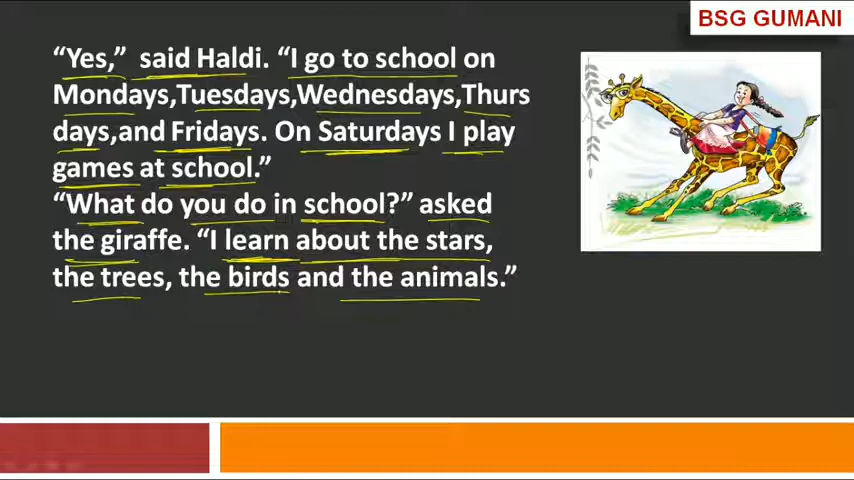 BSG GUMANI
“Yes,” said Haldi. “I go to school on
Mondays,Tuesdays,Wednesdays,Thurs
days,and Fridays. On Saturdays I play
games at school.”
“What do you do in school?” asked
the giraffe. “I learn about the stars,
the trees, the birds and the animals.”